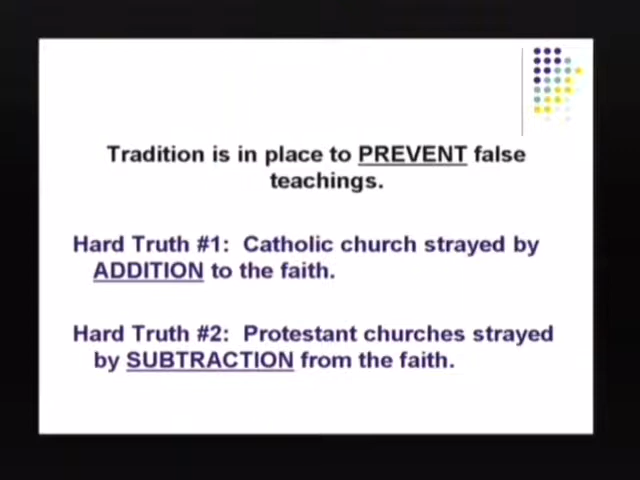 Tradition is in place to PREVENT false
teachings.
Hard Truth #1: Catholic church strayed by
ADDITION to the faith.
Hard Truth #2: Protestant churches strayed
by SUBTRACTION from the faith.